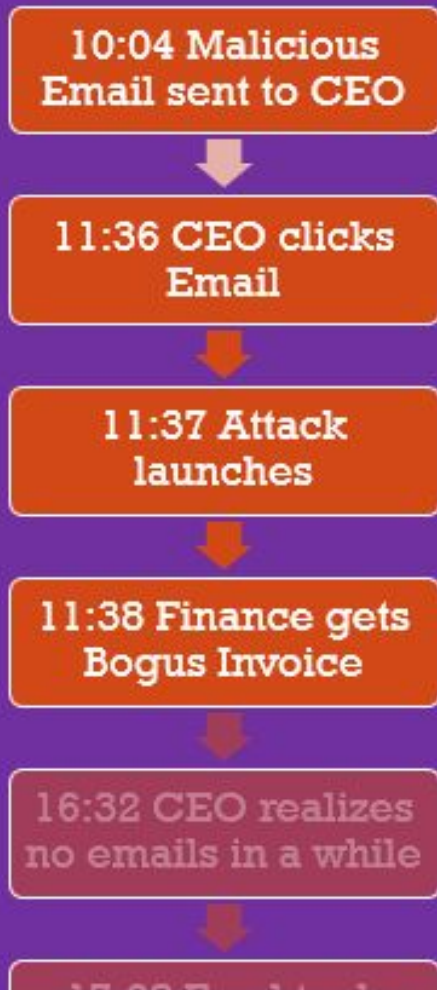 10:04 Malicious
Email sent to CEO
11:36 CEO clicks
Email
11:37 Attack
launches
11:38 Finance gets
Bogus Invoice
16:32 CEO realizes
no emails in a while